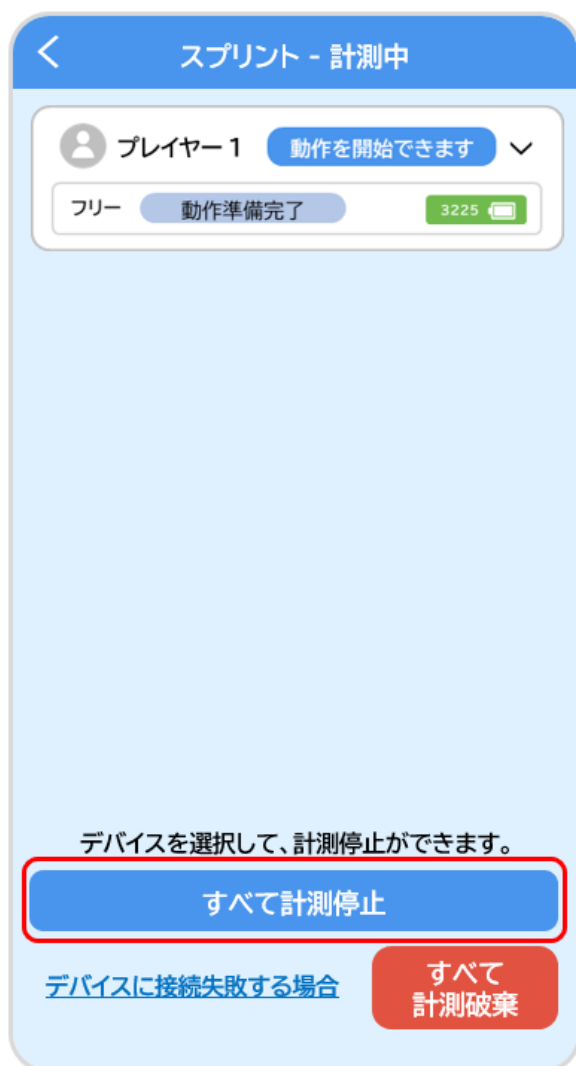 スプリント - 計測中
プレイヤー 1 動作を開始できます
フリー 動作準備完了 3225
デバイスを選択して、計測停止ができます。
すべて計測停止
デバイスに接続失敗する場合
すべて
計測破棄